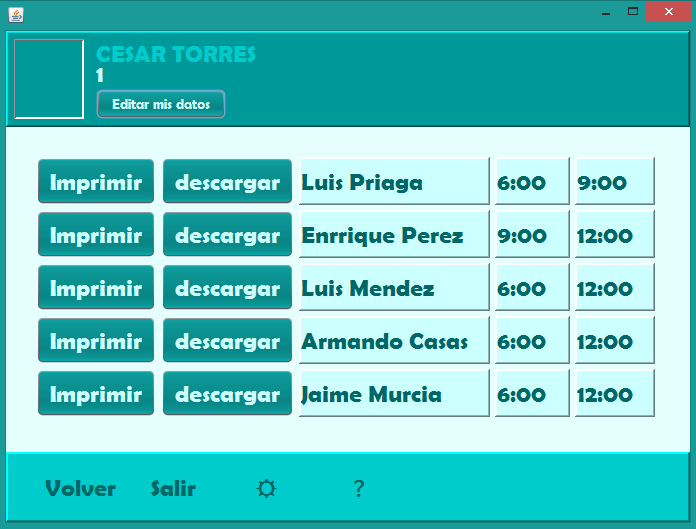 CESAR TORRES
1
Editar mis datos
Imprimir descargar Luis Priaga 6:00 9:00
Imprimir descargar Enrrique Perez 9:00 12:00
Imprimir descargar Luis Mendez 6:00 12:00
Imprimir descargar Armando Casas 6:00 12:00
Imprimir descargar Jaime Murcia 6:00 12:00
Volver Salir ?